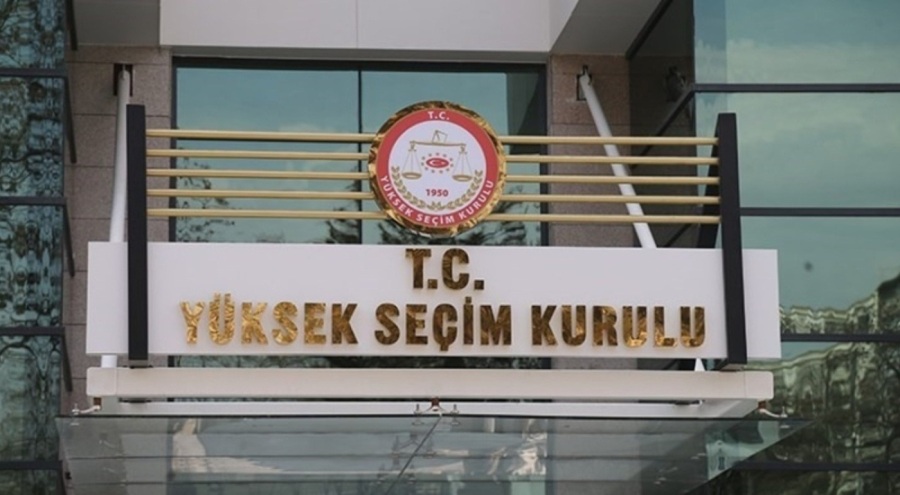 T.C.
1950
YÜKSEK SEÇİM KURULU
T.C.
YÜKSEK SEÇİM KURULU